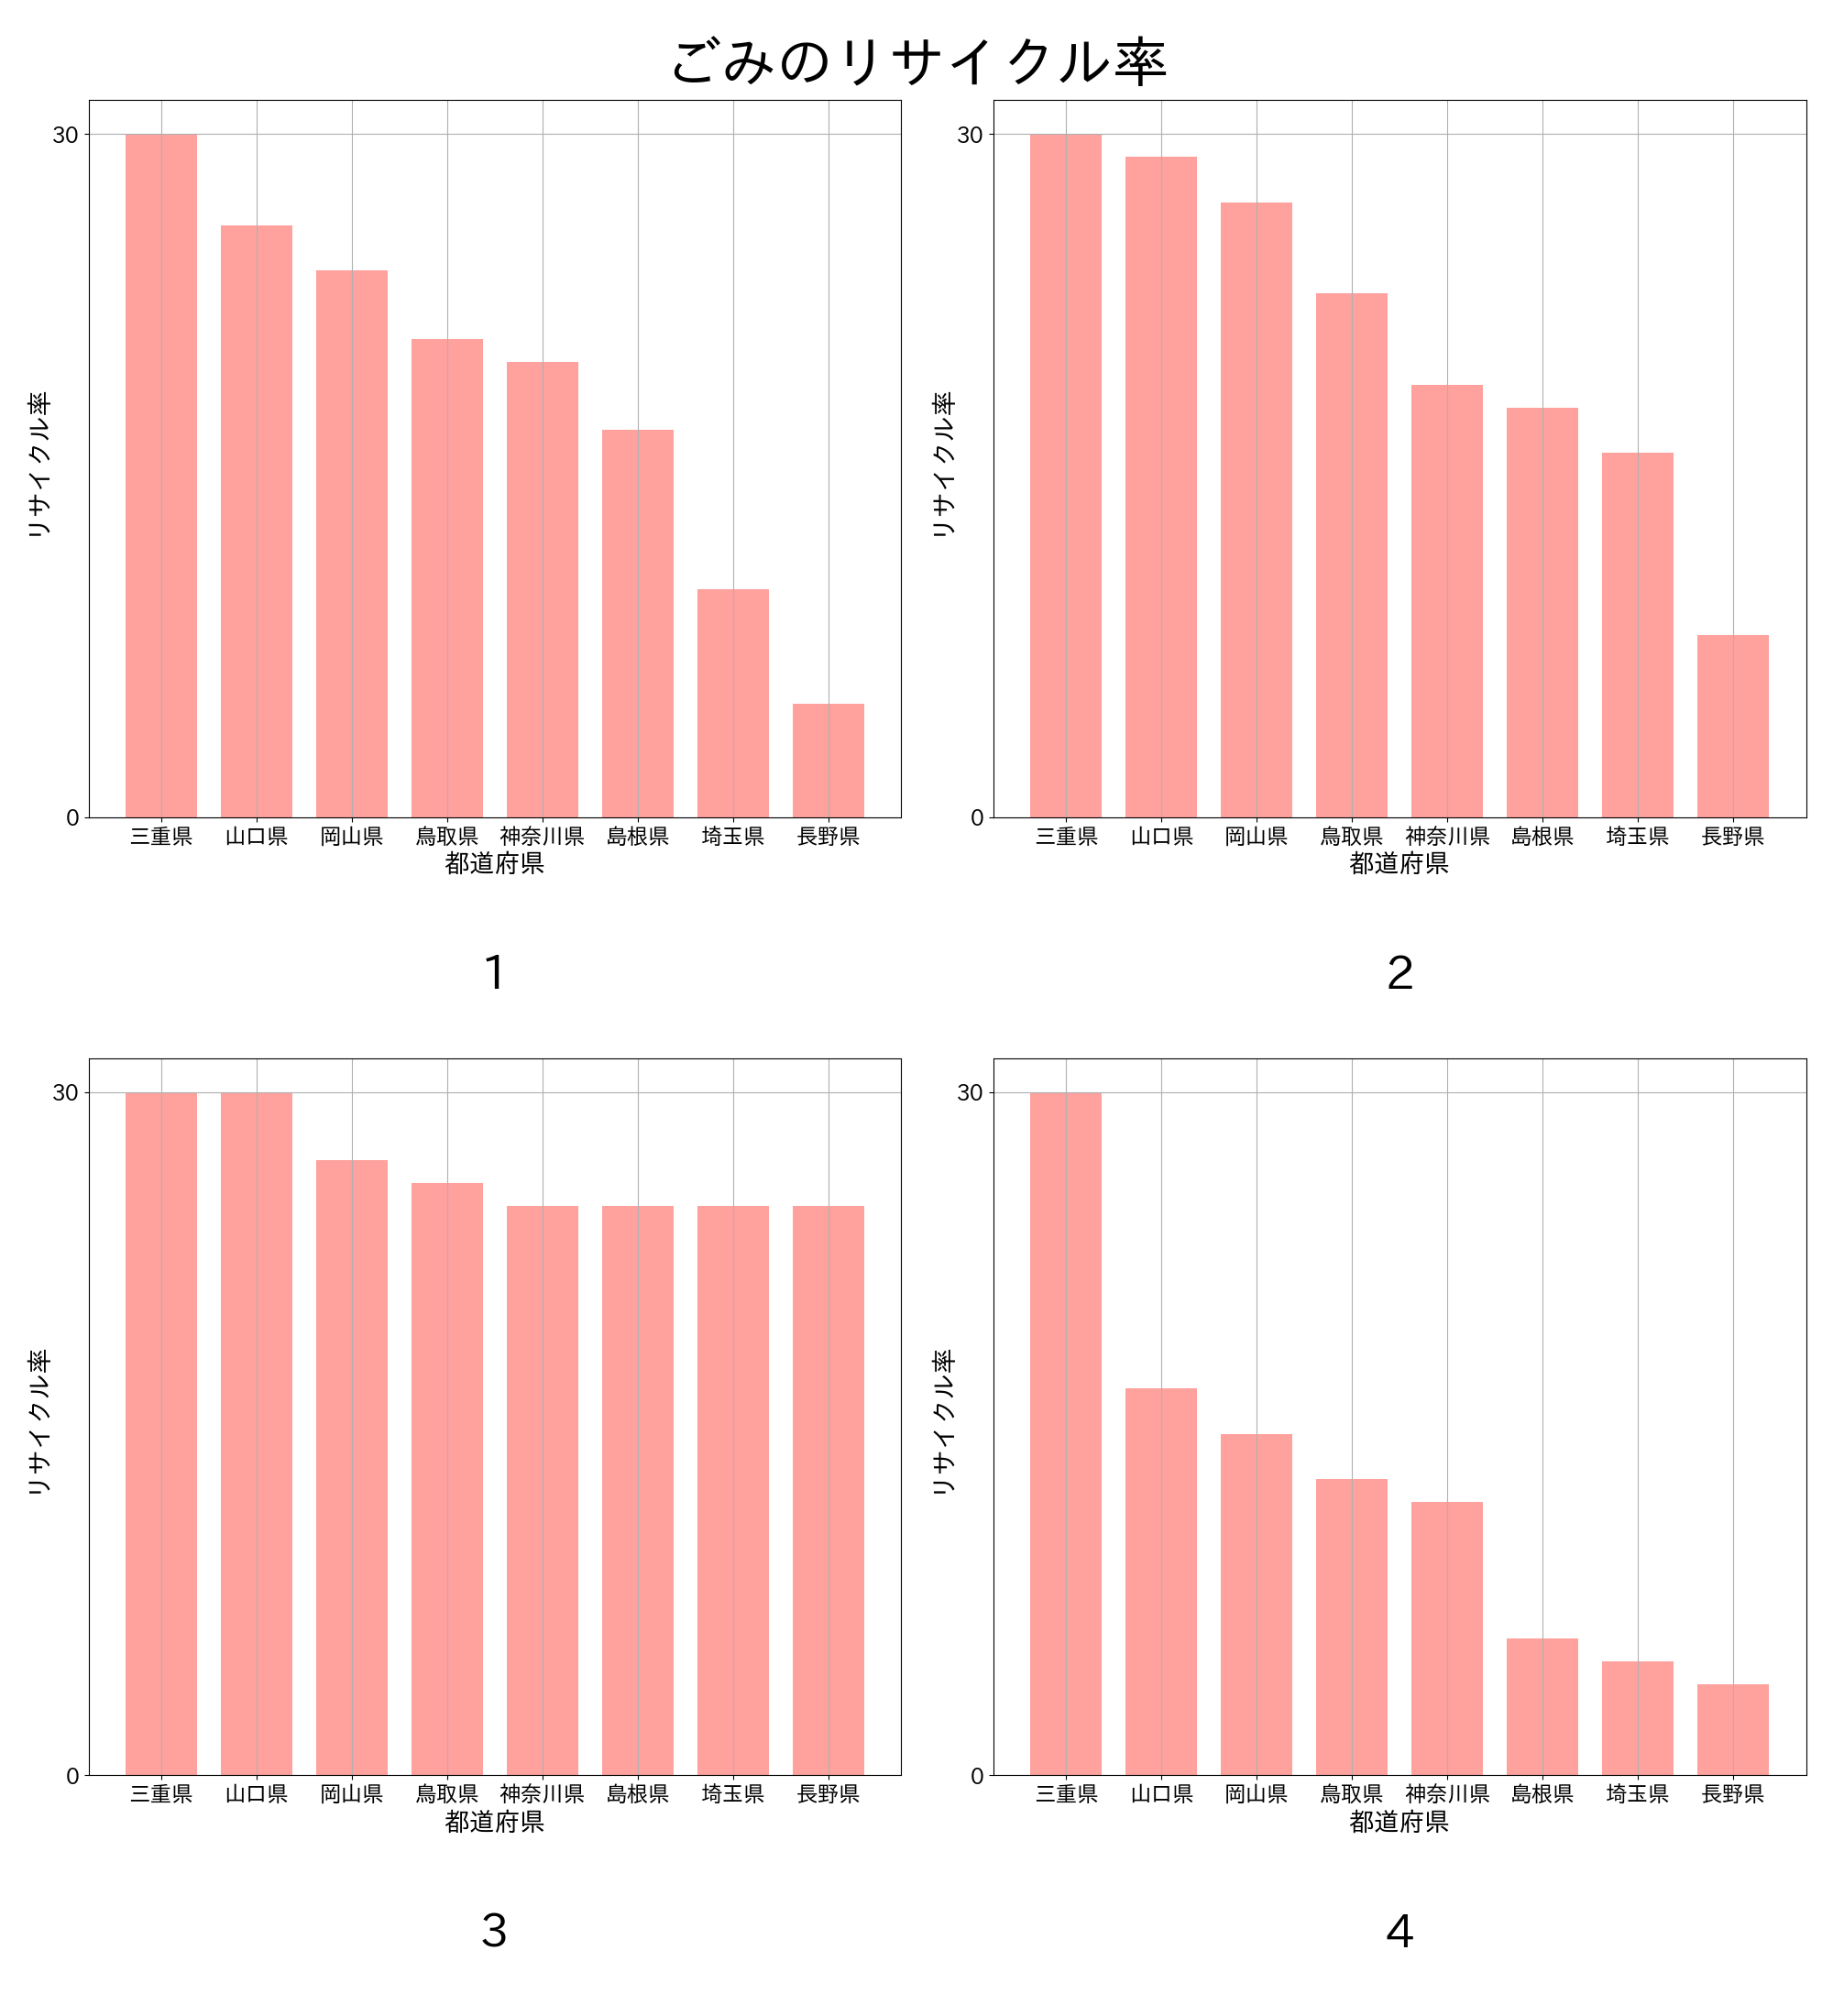 ごみのリサイクル率
30
0
リサイクル率
三重県 山口県 岡山県 鳥取県 神奈川県 島根県 埼玉県 長野県
都道府県
1
30
0
リサイクル率
三重県 山口県 岡山県 鳥取県 神奈川県 島根県 埼玉県 長野県
都道府県
2
30
0
リサイクル率
三重県 山口県 岡山県 鳥取県 神奈川県 島根県 埼玉県 長野県
都道府県
3
30
0
リサイクル率
三重県 山口県 岡山県 鳥取県 神奈川県 島根県 埼玉県 長野県
都道府県
4